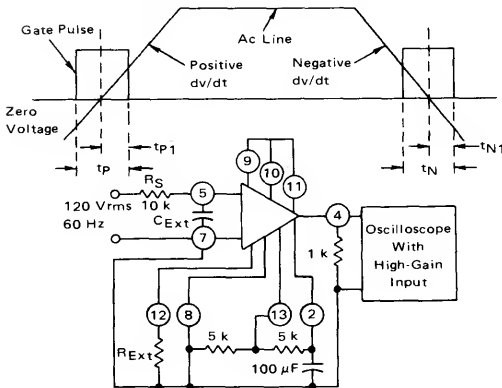 Gate Pulse
Ac Line
Positive
dv/dt
Negative
dv/dt
Zero
Voltage
tP1
tP
tN1
tN
RS
10 k
120 Vrms
60 Hz
CExt
5
7
9
10
11
4
1 k
Oscilloscope
With
High-Gain
Input
12
8
13
2
RExt
5 k
5 k
100 μF